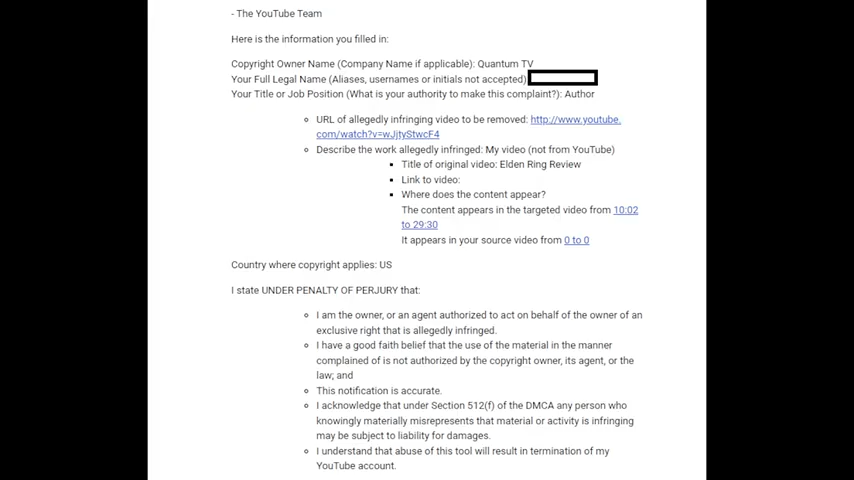 - The YouTube Team
Here is the information you filled in:
Copyright Owner Name (Company Name if applicable): Quantum TV
Your Full Legal Name (Aliases, usernames or initials not accepted)
Your Title or Job Position (What is your authority to make this complaint?): Author
URL of allegedly infringing video to be removed: http://www.youtube.
com/watch?v=wJjtyStwcF4
Describe the work allegedly infringed: My video (not from YouTube)
Title of original video: Elden Ring Review
Link to video:
Where does the content appear?
The content appears in the targeted video from 10:02
to 29:30
It appears in your source video from 0 to 0
Country where copyright applies: US
I state UNDER PENALTY OF PERJURY that:
I am the owner, or an agent authorized to act on behalf of the owner of an
exclusive right that is allegedly infringed.
I have a good faith belief that the use of the material in the manner
complained of is not authorized by the copyright owner, its agent, or the
law; and
This notification is accurate.
I acknowledge that under Section 512(f) of the DMCA any person who
knowingly materially misrepresents that material or activity is infringing
may be subject to liability for damages.
I understand that abuse of this tool will result in termination of my
YouTube account.